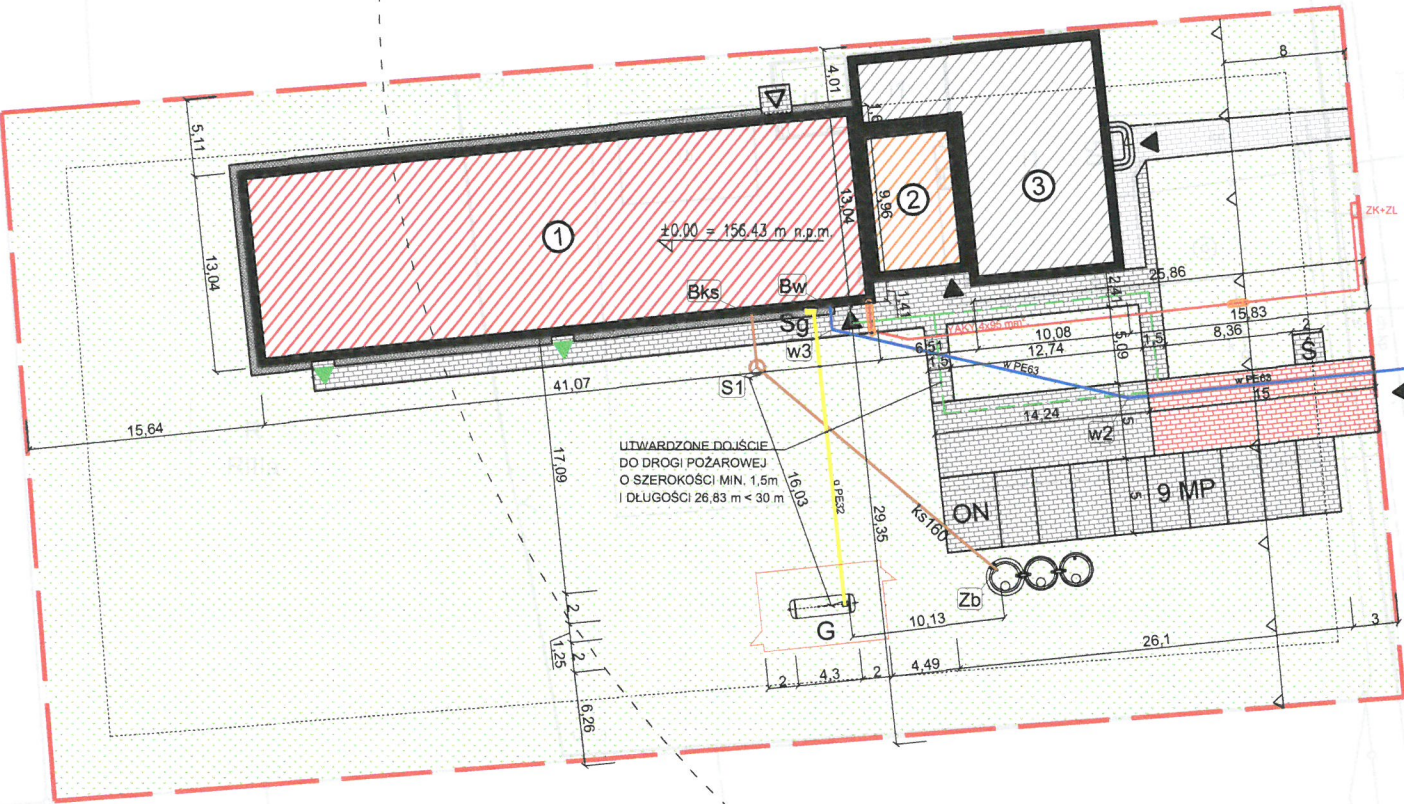 8
4,01
5,11
1
2
3
13,04
13,04
9,96
±0.00 = 156.43 m n.p.m.
ZK+ZL
Bks
Bw
Sg
w3
1,41
2,41
25,86
YAKY 4x95 mm²
15,83
10,08
8,36
2
6,51
12,74
5,09
1,5
1,5
Ś
w PE63
w PE63
15
S1
41,07
15,64
14,24
5
w2
UTWARDZONE DOJŚCIE
DO DROGI POŻAROWEJ
O SZEROKOŚCI MIN. 1,5m
I DŁUGOŚCI 26,83 m < 30 m
17,09
16,03
g PE32
29,35
ks160
ON
9 MP
5
Zb
G
10,13
2
2
1,25
6,26
2
4,3
2
4,49
26,1
3